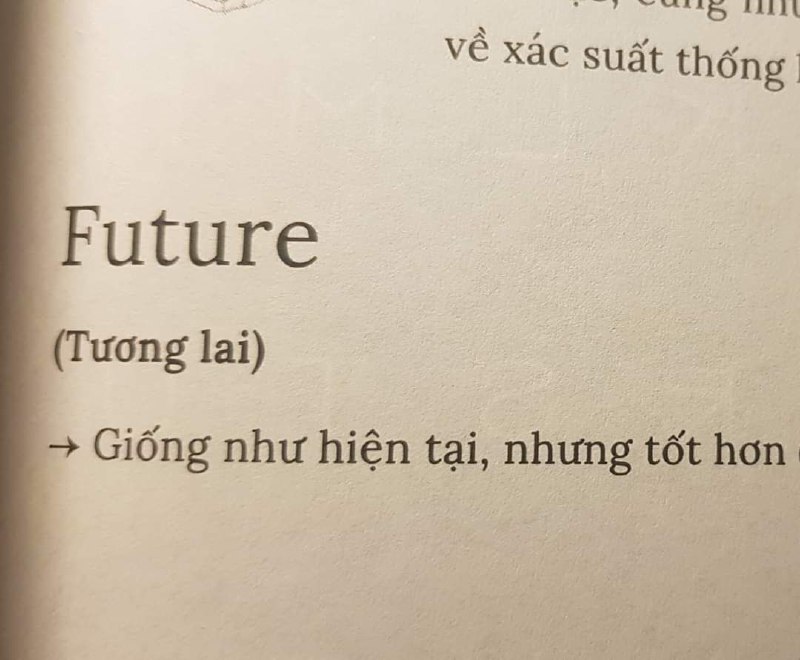 về xác suất thống
Future
(Tương lai)
→ Giống như hiện tại, nhưng tốt hơn